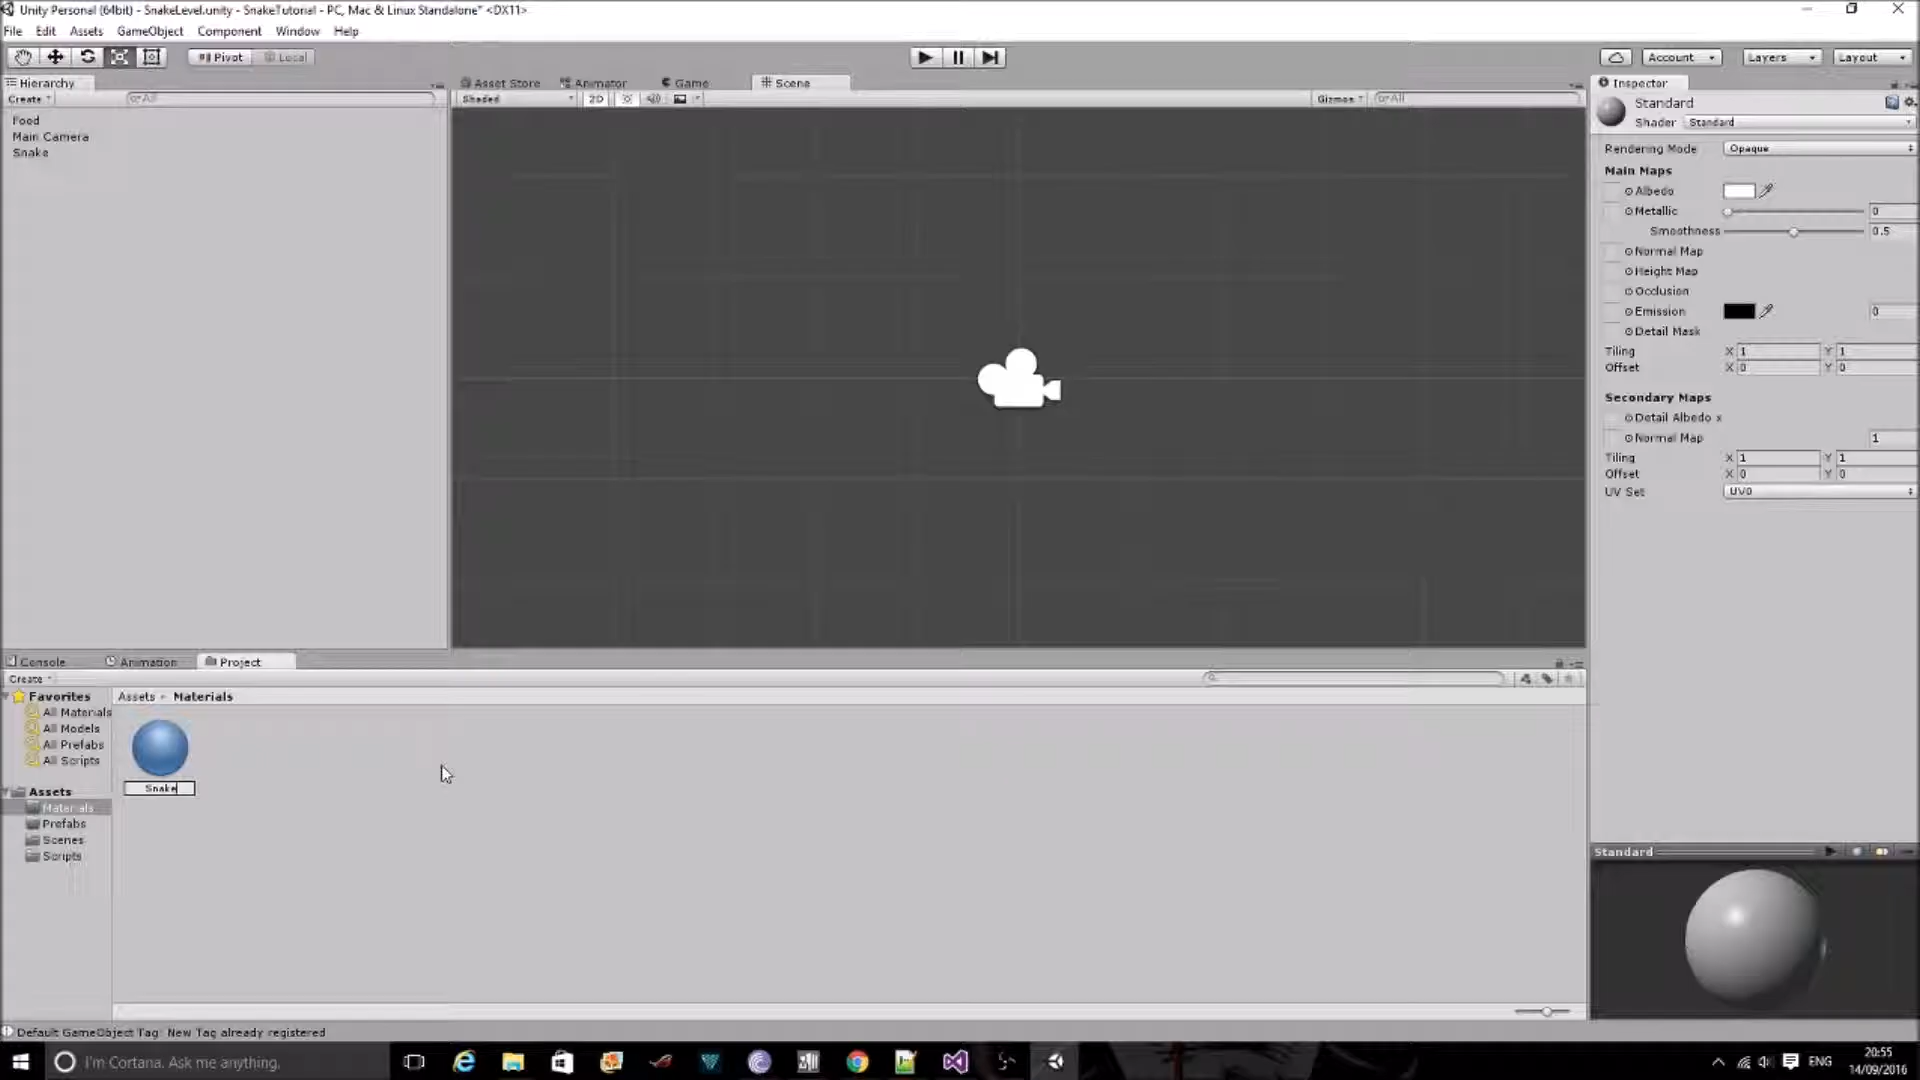 Unity Personal (64bit) - SnakeLevel.unity - SnakeTutorial - PC, Mac & Linux Standalone* <DX11>
File Edit Assets GameObject Component Window Help
Pivot Local Account Layers Layout
Hierarchy Asset Store Animator Game Scene Inspector
Create All Shaded 2D Gizmos All
Standard
Shader Standard
Food
Main Camera
Snake
Rendering Mode Opaque
Main Maps
Albedo
Metallic 0
Smoothness 0.5
Normal Map
Height Map
Occlusion
Emission 0
Detail Mask
Tiling X 1 Y 1
Offset X 0 Y 0
Secondary Maps
Detail Albedo x
Normal Map 1
Tiling X 1 Y 1
Offset X 0 Y 0
UV Set UV0
Console Animation Project
Create
Favorites
All Materials
All Models
All Prefabs
All Scripts
Assets
Materials
Prefabs
Scenes
Scripts
Assets Materials
Snake
Standard
Default GameObject Tag: New Tag already registered
I'm Cortana. Ask me anything.
ENG
20:55
14/09/2016